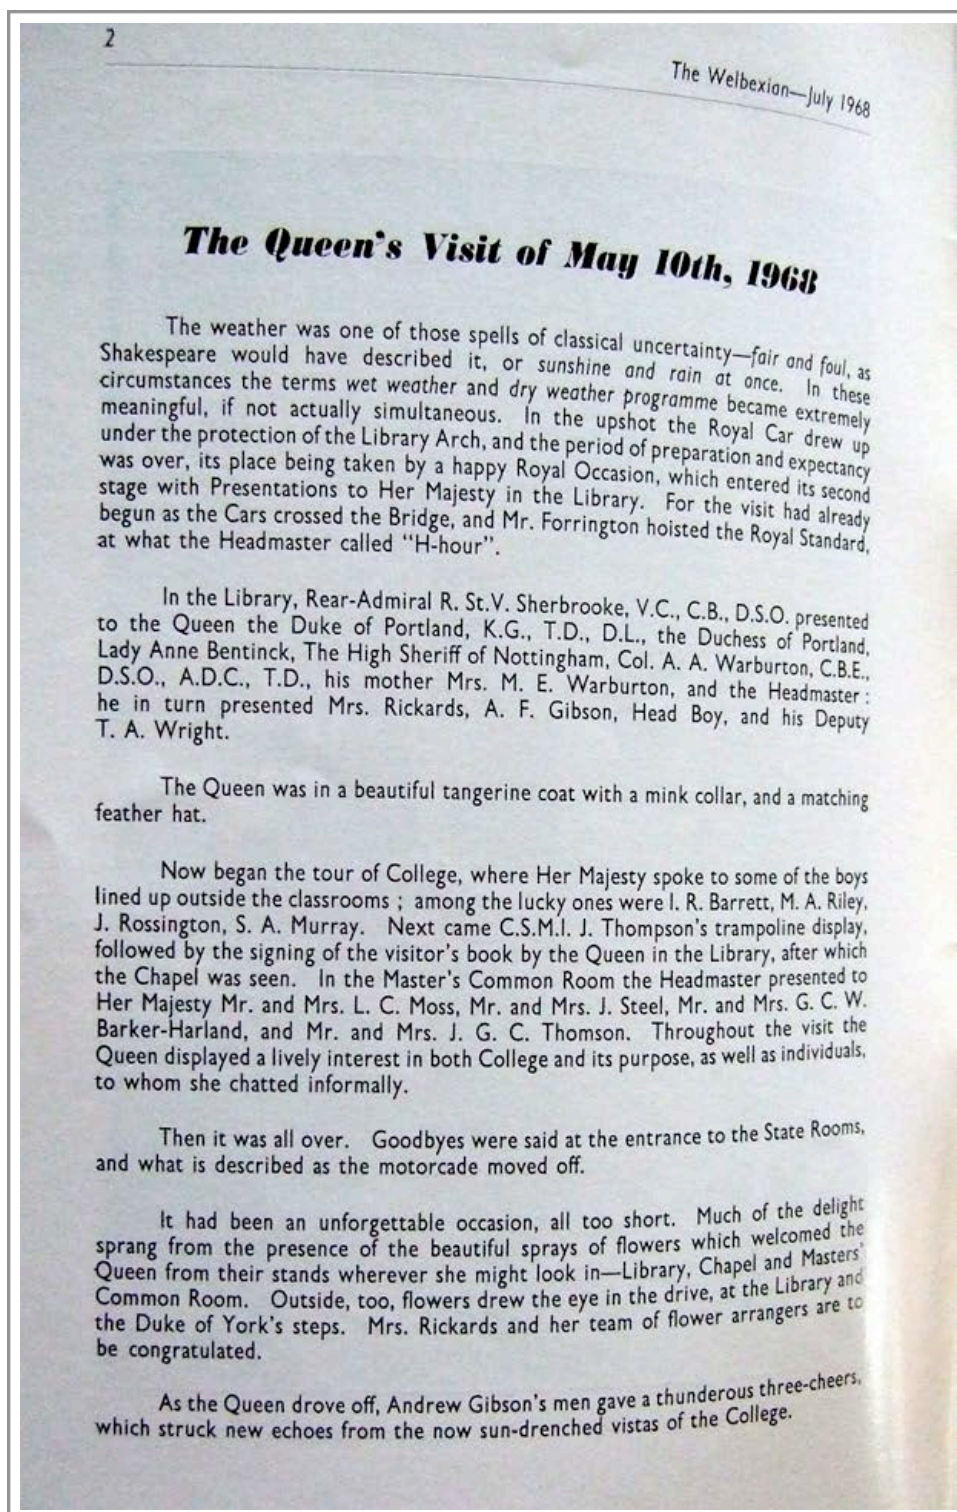 2
The Welbexian—July 1968
The Queen's Visit of May 10th, 1968
The weather was one of those spells of classical uncertainty—fair and foul, as
Shakespeare would have described it, or sunshine and rain at once. In these
circumstances the terms wet weather and dry weather programme became extremely
meaningful, if not actually simultaneous. In the upshot the Royal Car drew up
under the protection of the Library Arch, and the period of preparation and expectancy
was over, its place being taken by a happy Royal Occasion, which entered its second
stage with Presentations to Her Majesty in the Library. For the visit had already
begun as the Cars crossed the Bridge, and Mr. Forrington hoisted the Royal Standard,
at what the Headmaster called "H-hour".
In the Library, Rear-Admiral R. St.V. Sherbrooke, V.C., C.B., D.S.O. presented
to the Queen the Duke of Portland, K.G., T.D., D.L., the Duchess of Portland,
Lady Anne Bentinck, The High Sheriff of Nottingham, Col. A. A. Warburton, C.B.E.,
D.S.O., A.D.C., T.D., his mother Mrs. M. E. Warburton, and the Headmaster :
he in turn presented Mrs. Rickards, A. F. Gibson, Head Boy, and his Deputy
T. A. Wright.
The Queen was in a beautiful tangerine coat with a mink collar, and a matching
feather hat.
Now began the tour of College, where Her Majesty spoke to some of the boys
lined up outside the classrooms ; among the lucky ones were I. R. Barrett, M. A. Riley,
J. Rossington, S. A. Murray. Next came C.S.M.I. J. Thompson's trampoline display,
followed by the signing of the visitor's book by the Queen in the Library, after which
the Chapel was seen. In the Master's Common Room the Headmaster presented to
Her Majesty Mr. and Mrs. L. C. Moss, Mr. and Mrs. J. Steel, Mr. and Mrs. G. C. W.
Barker-Harland, and Mr. and Mrs. J. G. C. Thomson. Throughout the visit the
Queen displayed a lively interest in both College and its purpose, as well as individuals,
to whom she chatted informally.
Then it was all over. Goodbyes were said at the entrance to the State Rooms,
and what is described as the motorcade moved off.
It had been an unforgettable occasion, all too short. Much of the delight
sprang from the presence of the beautiful sprays of flowers which welcomed the
Queen from their stands wherever she might look in—Library, Chapel and Masters'
Common Room. Outside, too, flowers drew the eye in the drive, at the Library and
the Duke of York's steps. Mrs. Rickards and her team of flower arrangers are to
be congratulated.
As the Queen drove off, Andrew Gibson's men gave a thunderous three-cheers,
which struck new echoes from the now sun-drenched vistas of the College.